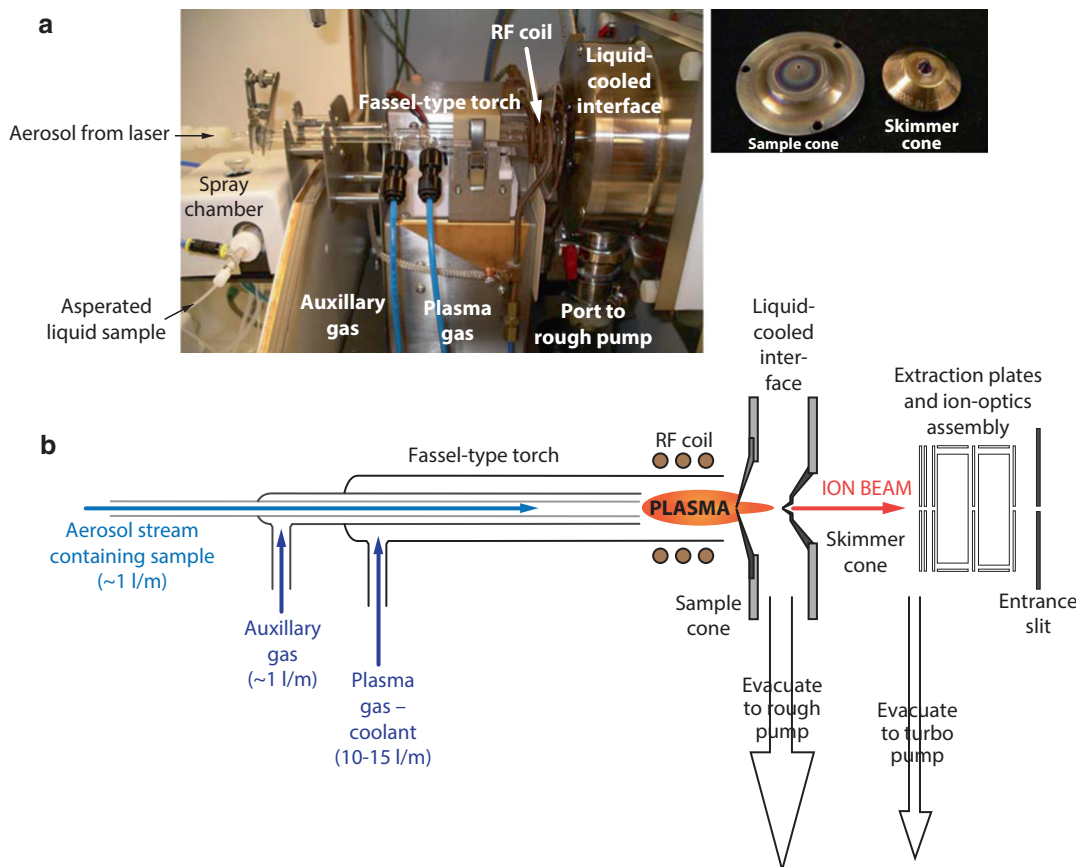 a
RF coil
Liquid-
cooled
interface
Fassel-type torch
Aerosol from laser
Spray
chamber
Asperated
liquid sample
Auxillary
gas
Plasma
gas
Port to
rough pump
Sample cone
Skimmer
cone
b
Fassel-type torch
RF coil
Liquid-
cooled
inter-
face
Extraction plates
and ion-optics
assembly
PLASMA
ION BEAM
Aerosol stream
containing sample
(~1 l/m)
Skimmer
cone
Sample
cone
Entrance
slit
Auxillary
gas
(~1 l/m)
Plasma
gas –
coolant
(10-15 l/m)
Evacuate
to rough
pump
Evacuate
to turbo
pump